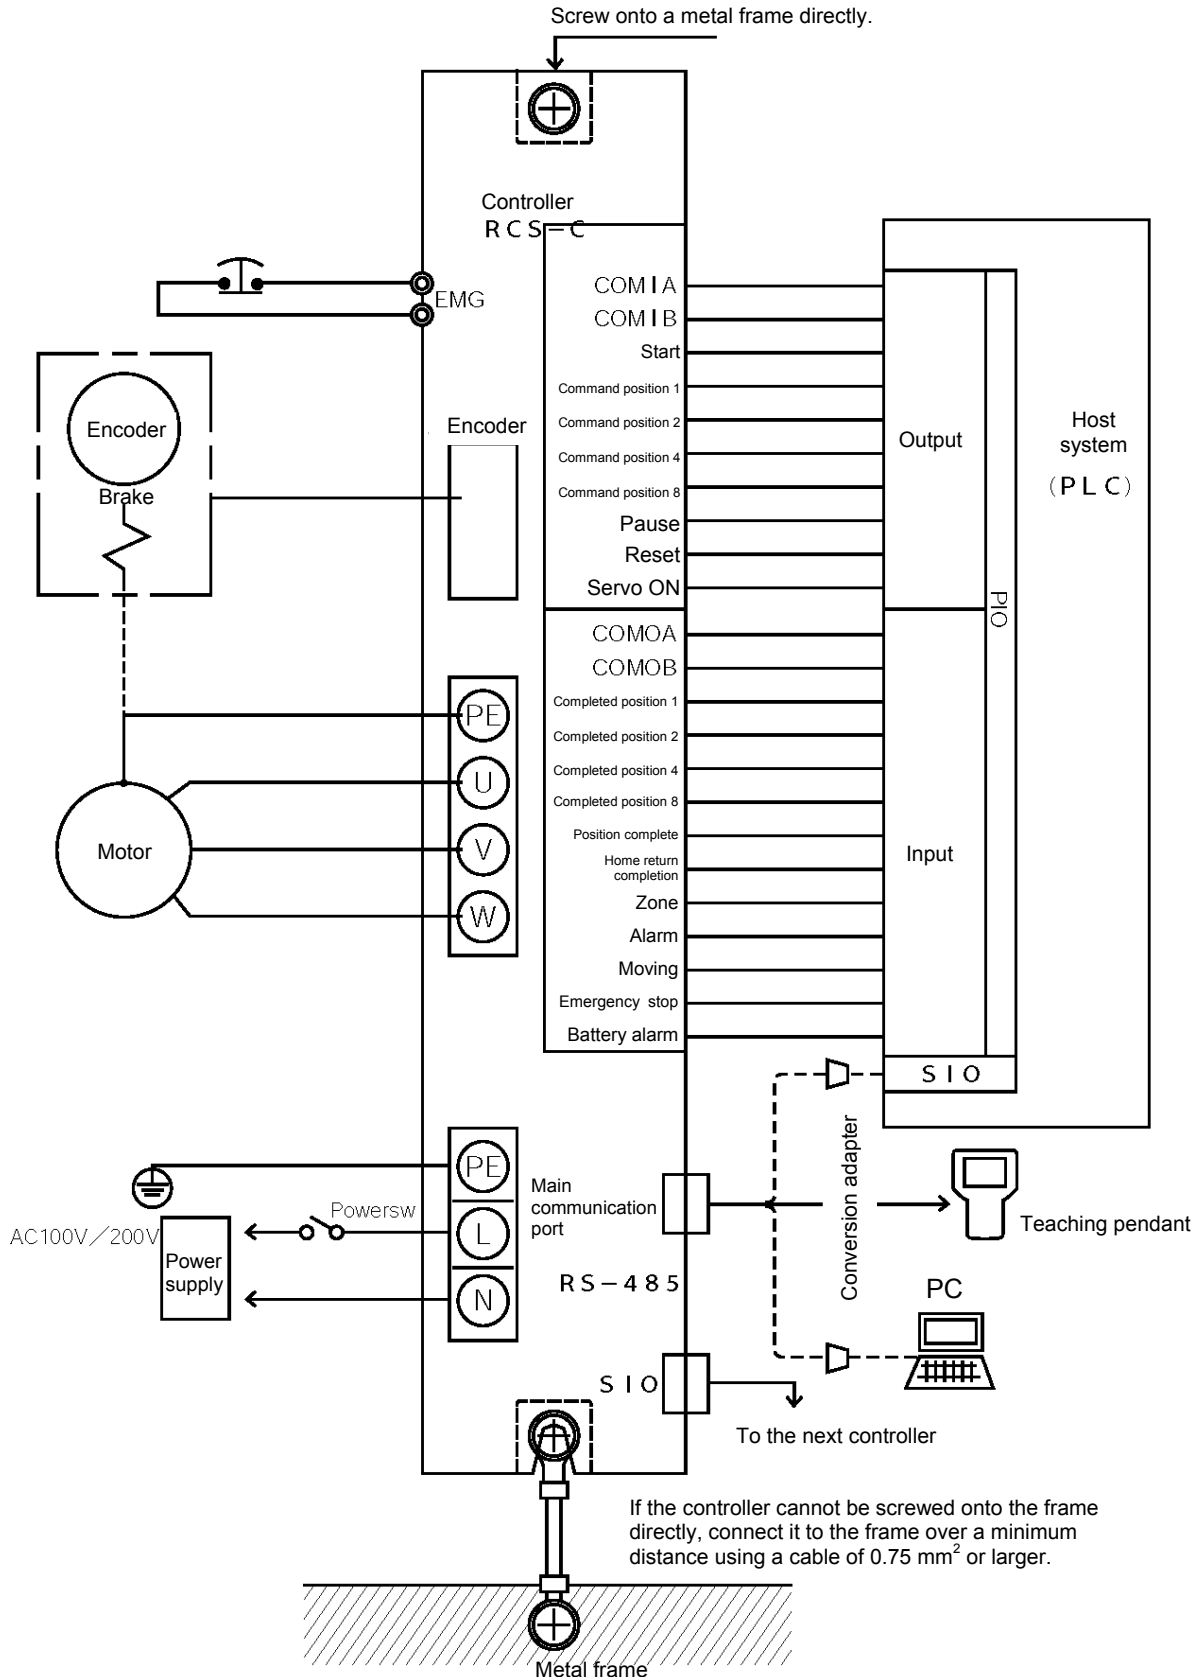 Screw onto a metal frame directly.
Controller
RCS-C
EMG
COMIA
COMIB
Start
Command position 1
Command position 2
Command position 4
Command position 8
Pause
Reset
Servo ON
Output
Host
system
(PLC)
PIO
Encoder
Brake
Encoder
COMOA
COMOB
Completed position 1
Completed position 2
Completed position 4
Completed position 8
Position complete
Home return
completion
Zone
Alarm
Moving
Emergency stop
Battery alarm
Input
SIO
PE
U
V
W
Motor
PE
L
N
Powersw
AC100V/200V
Power
supply
Main
communication
port
RS-485
SIO
Conversion adapter
Teaching pendant
PC
To the next controller
If the controller cannot be screwed onto the frame
directly, connect it to the frame over a minimum
distance using a cable of 0.75 mm² or larger.
Metal frame